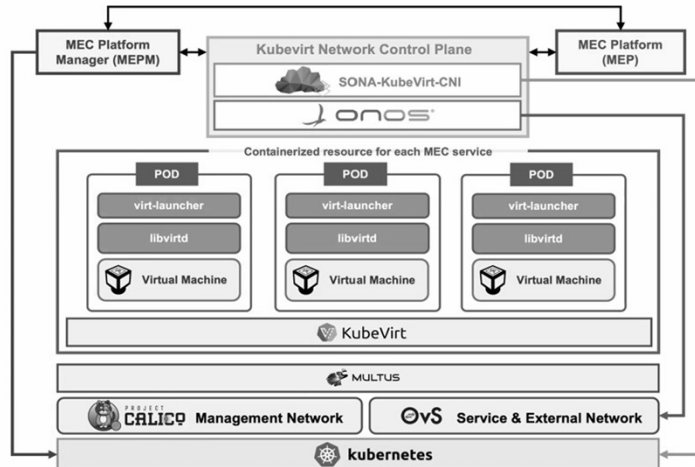 MEC Platform
Manager (MEPM)
Kubevirt Network Control Plane
MEC Platform
(MEP)
SONA-KubeVirt-CNI
onos
Containerized resource for each MEC service
POD
POD
POD
virt-launcher
virt-launcher
virt-launcher
libvirtd
libvirtd
libvirtd
Virtual Machine
Virtual Machine
Virtual Machine
KubeVirt
MULTUS
PROJECT
CALICO
Management Network
OvS
Service & External Network
kubernetes